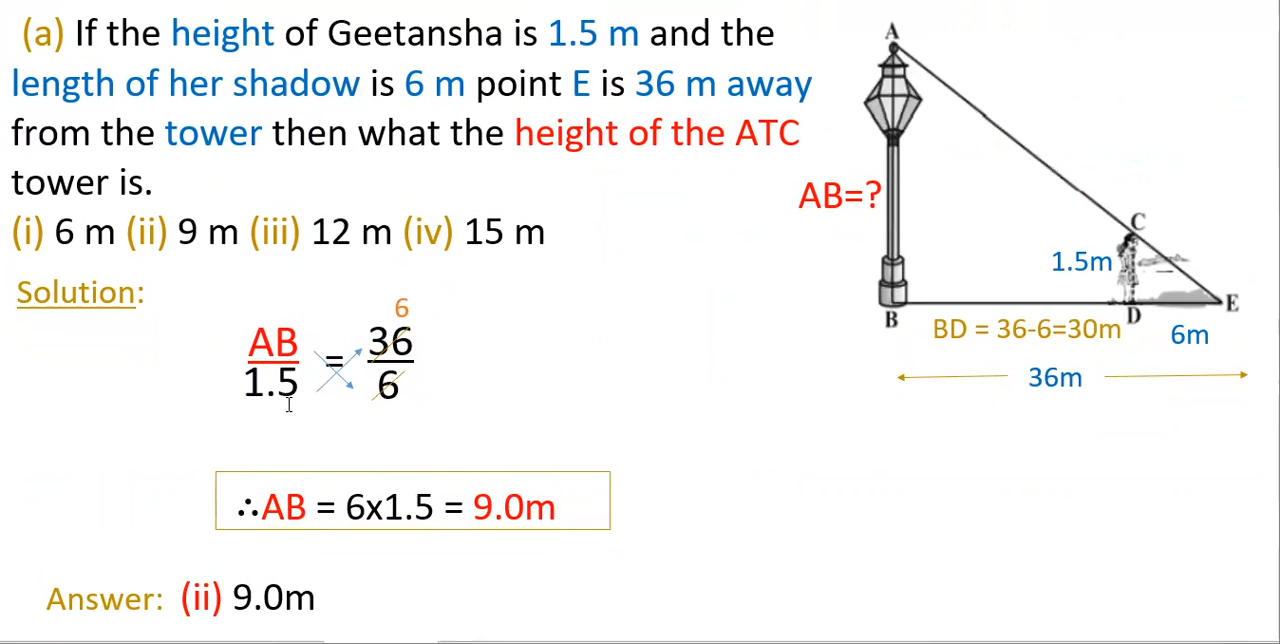 (a) If the height of Geetansha is 1.5 m and the
length of her shadow is 6 m point E is 36 m away
from the tower then what the height of the ATC
tower is.
(i) 6 m (ii) 9 m (iii) 12 m (iv) 15 m
Solution:
6
AB = 36
1.5 6
∴AB = 6x1.5 = 9.0m
Answer: (ii) 9.0m
A
AB=?
C
1.5m
B
D
E
BD = 36-6=30m
6m
36m